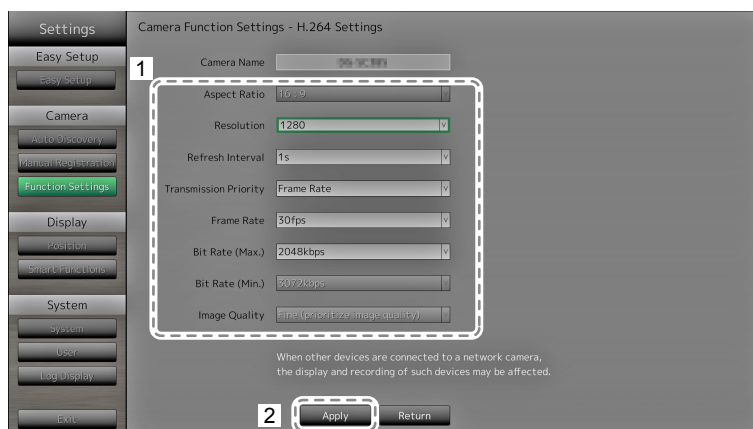 Settings
Camera Function Settings - H.264 Settings
Easy Setup
Easy Setup
Camera
Auto Discovery
Manual Registration
Function Settings
Display
Position
Smart Functions
System
System
User
Log Display
Exit
1
Camera Name
Aspect Ratio 16:9
Resolution 1280
Refresh Interval 1s
Transmission Priority Frame Rate
Frame Rate 30fps
Bit Rate (Max.) 2048kbps
Bit Rate (Min.) 3072kbps
Image Quality Fine (prioritize image quality)
When other devices are connected to a network camera,
the display and recording of such devices may be affected.
2 Apply Return